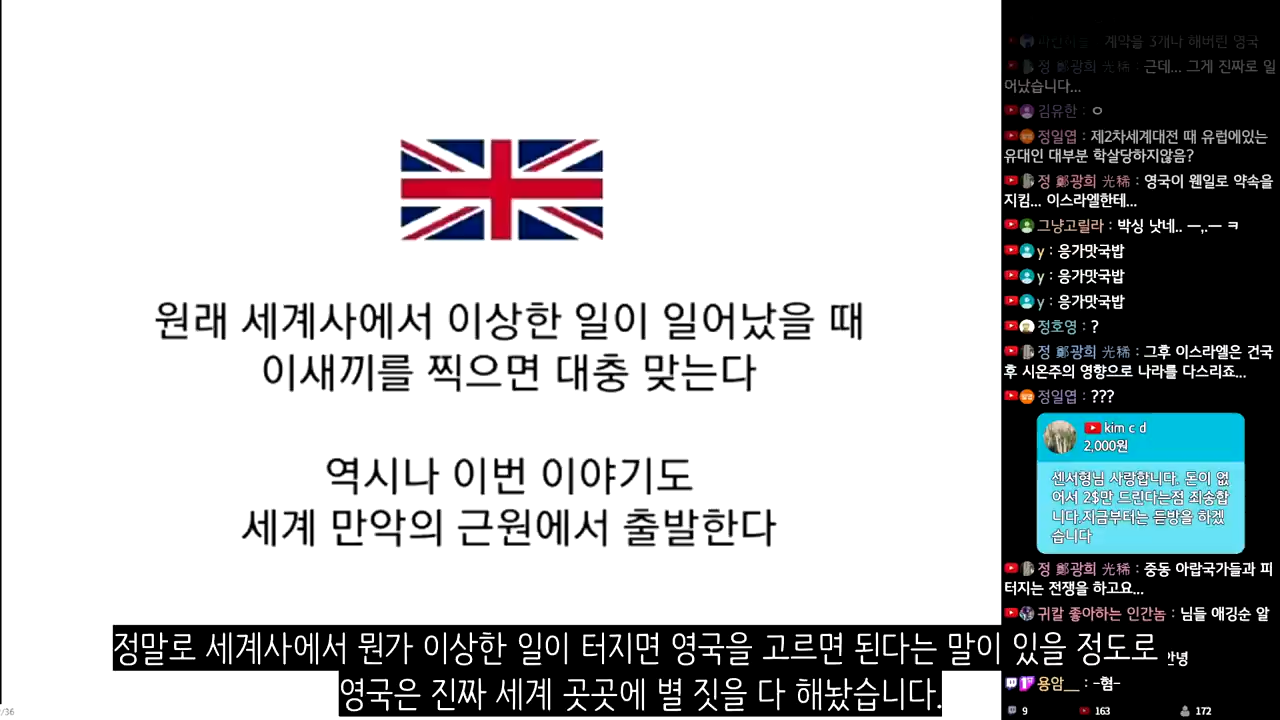 원래 세계사에서 이상한 일이 일어났을 때
이새끼를 찍으면 대충 맞는다
역시나 이번 이야기도
세계 만악의 근원에서 출발한다
정말로 세계사에서 뭔가 이상한 일이 터지면 영국을 고르면 된다는 말이 있을 정도로
영국은 진짜 세계 곳곳에 별 짓을 다 해놨습니다.
/36
계약을 3개나 해버린 영국
정 鄭광희 光稀 : 근데... 그게 진짜로 일
어났습니다...
김유한 : ㅇ
정일엽 : 제2차세계대전 때 유럽에있는
유대인 대부분 학살당하지않음?
정 鄭광희 光稀 : 영국이 웬일로 약속을
지킴... 이스라엘한테...
그냥고릴라 : 박싱 낫네.. ㅡ,.ㅡ ㅋ
y : 응가맛국밥
y : 응가맛국밥
y : 응가맛국밥
정호영 : ?
정 鄭광희 光稀 : 그후 이스라엘은 건국
후 시온주의 영향으로 나라를 다스리죠...
정일엽 : ???
kim c d
2,000원
센서형님 사랑합니다. 돈이 없
어서 2$만 드린다는점 죄송합
니다.지금부터는 듣방을 하겠
습니다
정 鄭광희 光稀 : 중동 아랍국가들과 피
터지는 전쟁을 하고요...
귀칼 좋아하는 인간놈 : 님들 애깅순 알
안녕
용암__ : -혐-
9 163 172